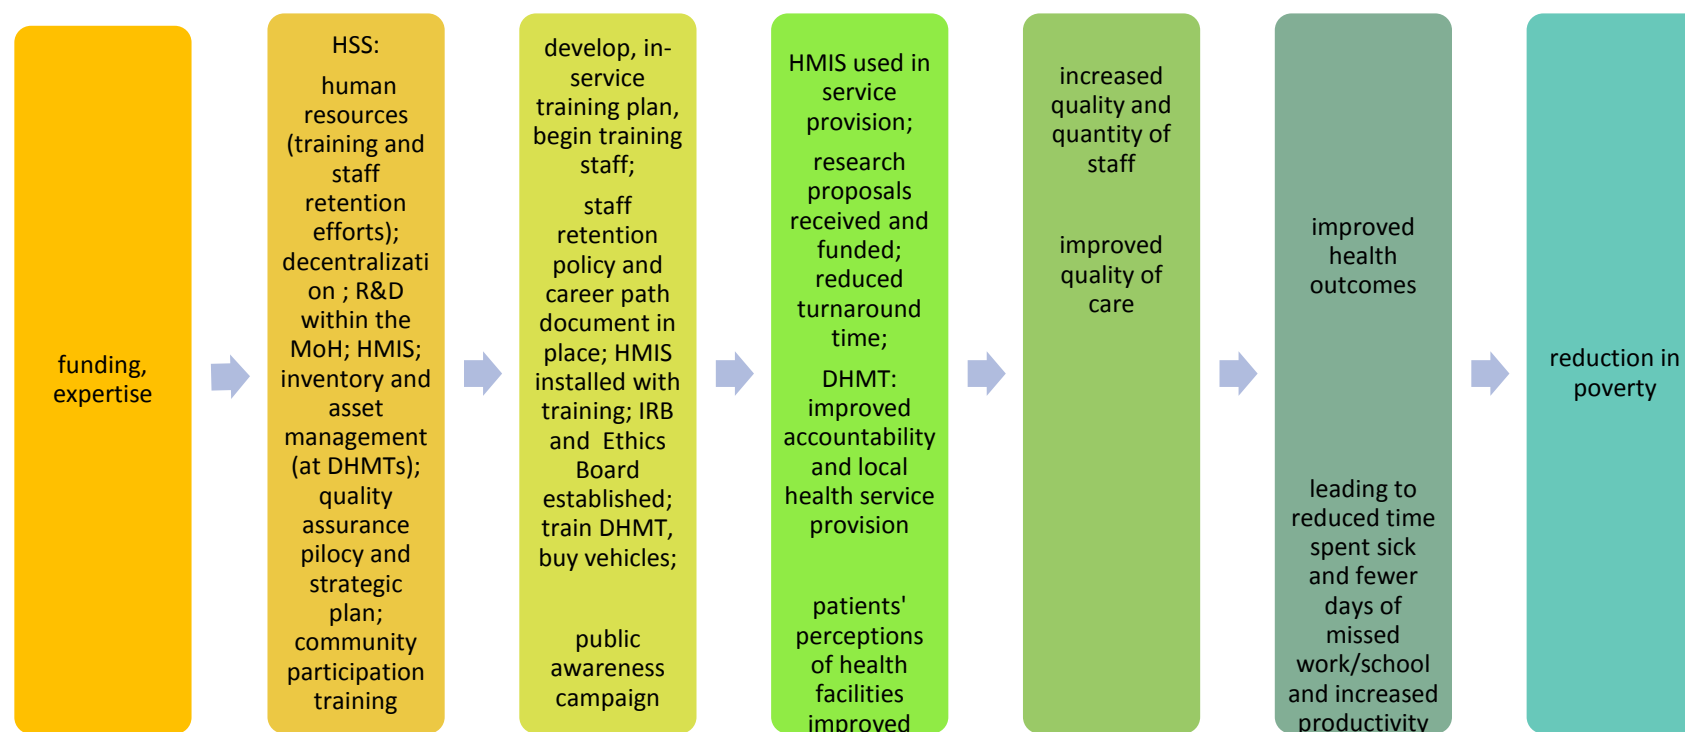 funding,
expertise
HSS:
human
resources
(training and
staff
retention
efforts);
decentralizati
on ; R&D
within the
MoH; HMIS;
inventory and
asset
management
(at DHMTs);
quality
assurance
pilocy and
strategic
plan;
community
participation
training
develop, in-
service
training plan,
begin training
staff;
staff
retention
policy and
career path
document in
place; HMIS
installed with
training; IRB
and Ethics
Board
established;
train DHMT,
buy vehicles;
public
awareness
campaign
HMIS used in
service
provision;
research
proposals
received and
funded;
reduced
turnaround
time;
DHMT:
improved
accountability
and local
health service
provision
patients'
perceptions
of health
facilities
improved
increased
quality and
quantity of
staff
improved
quality of
care
improved
health
outcomes
leading to
reduced time
spent sick
and fewer
days of
missed
work/school
and increased
productivity
reduction in
poverty